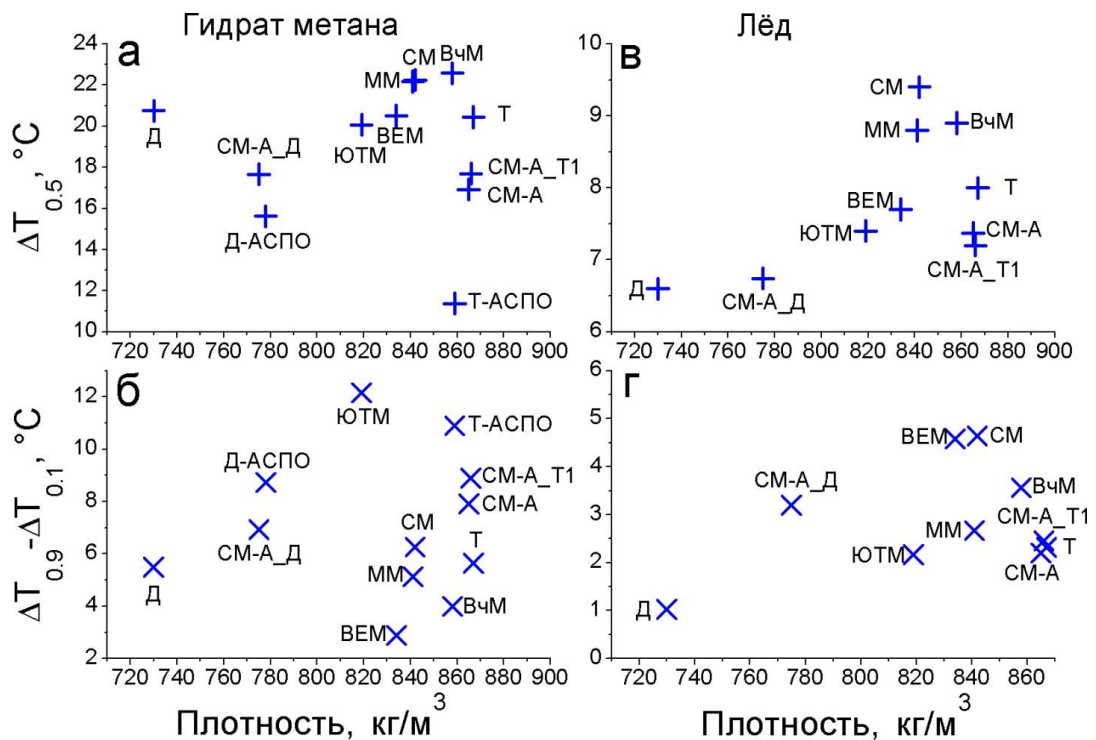 Гидрат метана
Лёд
а
24
22
20
18
16
14
12
10
ΔT0.5, °C
Д
СМ-А_Д
Д-АСПО
ЮТМ
ВЕМ
ММ
СМ
ВчМ
Т
СМ-А_Т1
СМ-А
Т-АСПО
720 740 760 780 800 820 840 860 880 900
в
10
9
8
7
6
СМ
ММ
ВчМ
ВЕМ
Т
ЮТМ
СМ-А
СМ-А_Т1
Д
СМ-А_Д
720 740 760 780 800 820 840 860 880 900
б
12
10
8
6
4
2
ΔT0.9 -ΔT0.1, °C
ЮТМ
Т-АСПО
Д-АСПО
СМ-А_Т1
СМ-А
СМ-А_Д
СМ
Т
Д
ММ
ВчМ
ВЕМ
720 740 760 780 800 820 840 860 880 900
Плотность, кг/м3
г
6
5
4
3
2
1
0
ВЕМ
СМ
СМ-А_Д
ВчМ
СМ-А_Т1
ММ
ЮТМ
Т
СМ-А
Д
720 740 760 780 800 820 840 860
Плотность, кг/м3